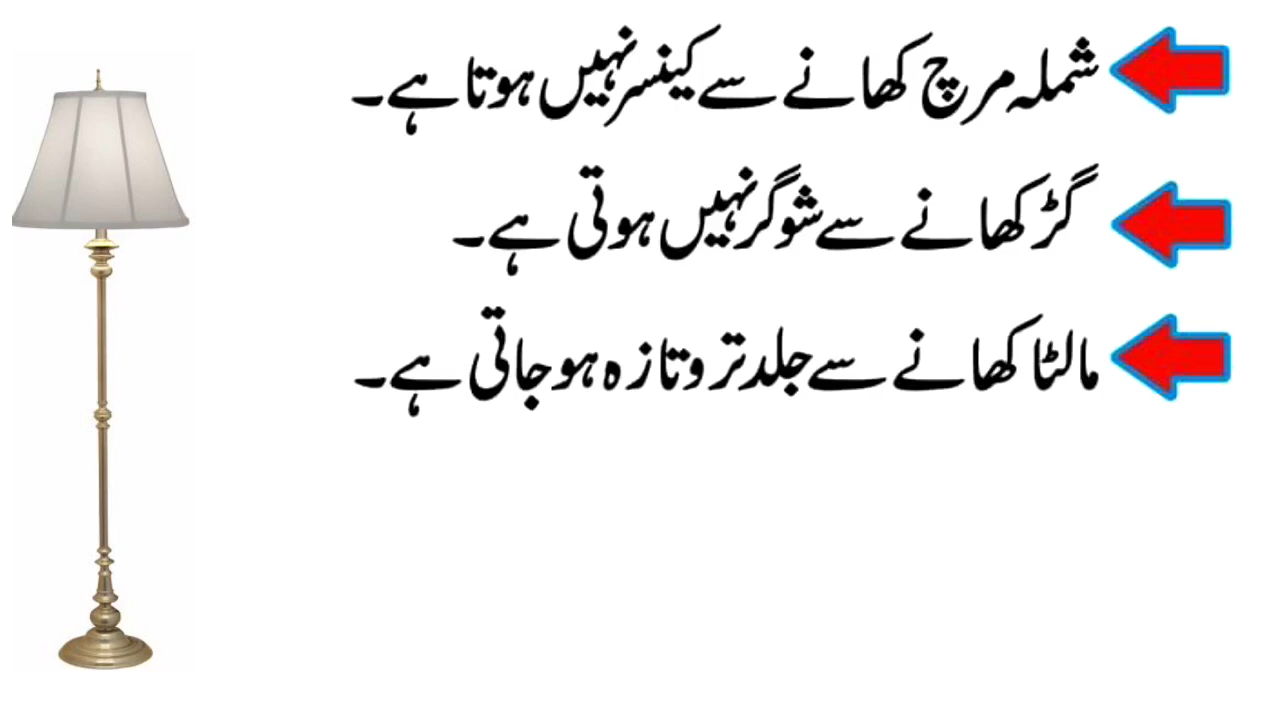 شملہ مرچ کھانے سے کینسر نہیں ہوتا ہے۔
گڑ کھانے سے شوگر نہیں ہوتی ہے۔
مالٹا کھانے سے جلد تر و تازہ ہو جاتی ہے۔